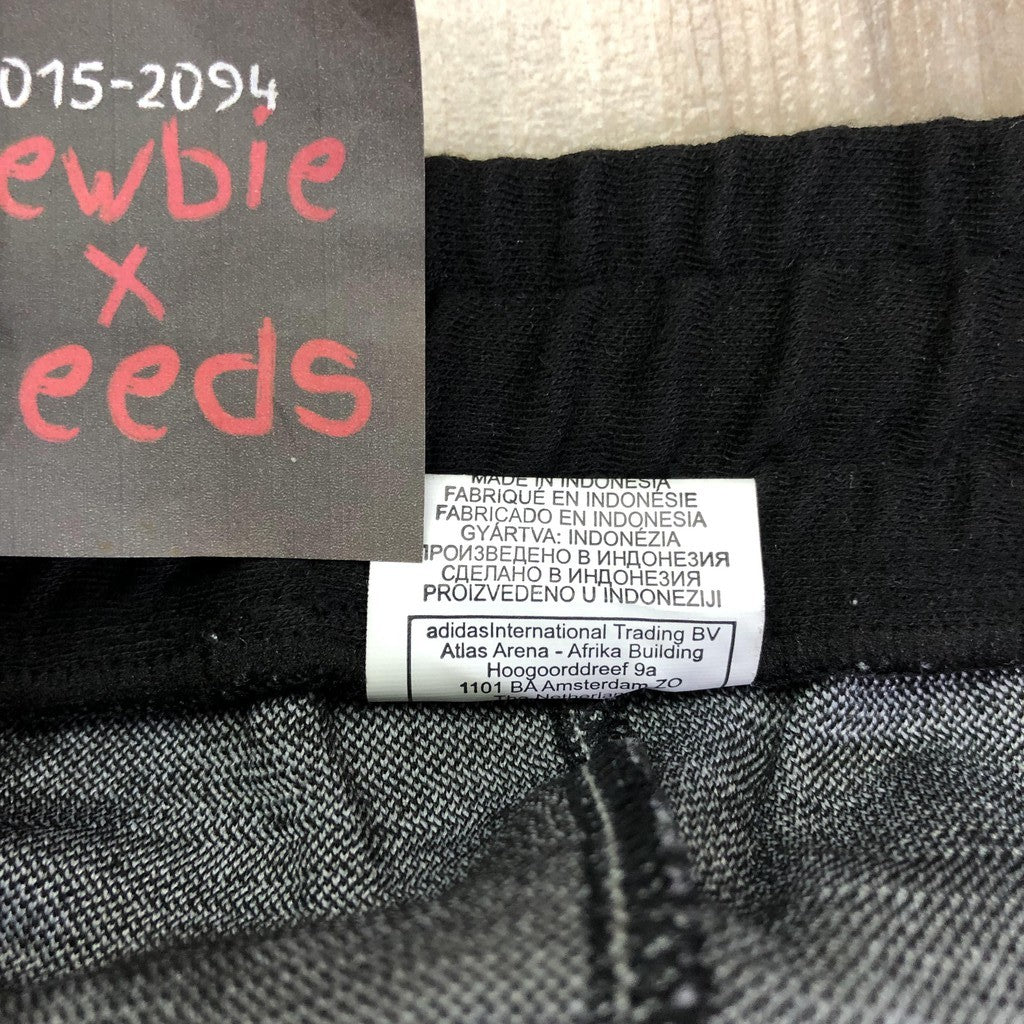 015-2094
ewbie
x
eeds
MADE IN INDONESIA
FABRIQUÉ EN INDONÉSIE
FABRICADO EN INDONESIA
GYÁRTVA: INDONÉZIA
ПРОИЗВЕДЕНО В ИНДОНЕЗИЯ
СДЕЛАНО В ИНДОНЕЗИЯ
PROIZVEDENO U INDONEZIJI
adidasInternational Trading BV
Atlas Arena - Afrika Building
Hoogoorddreef 9a
1101 BA Amsterdam ZO
The